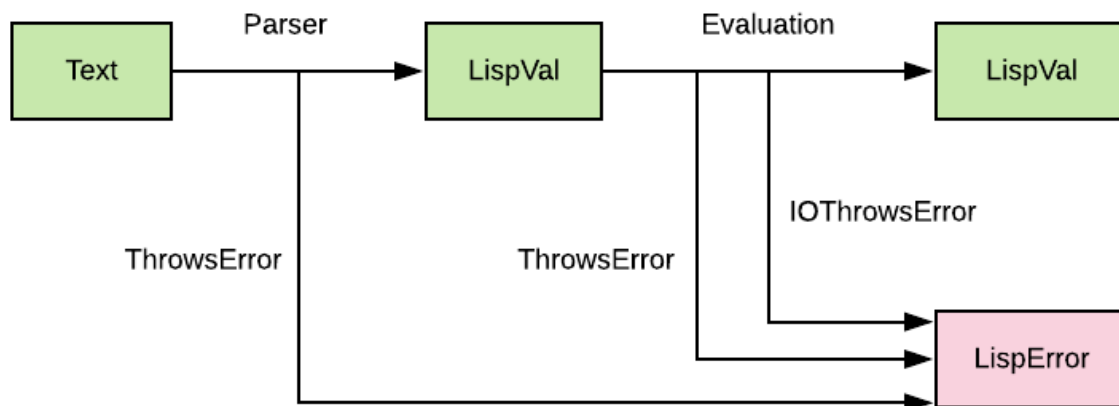 Parser
Evaluation
Text
LispVal
LispVal
IOThrowsError
ThrowsError
ThrowsError
LispError